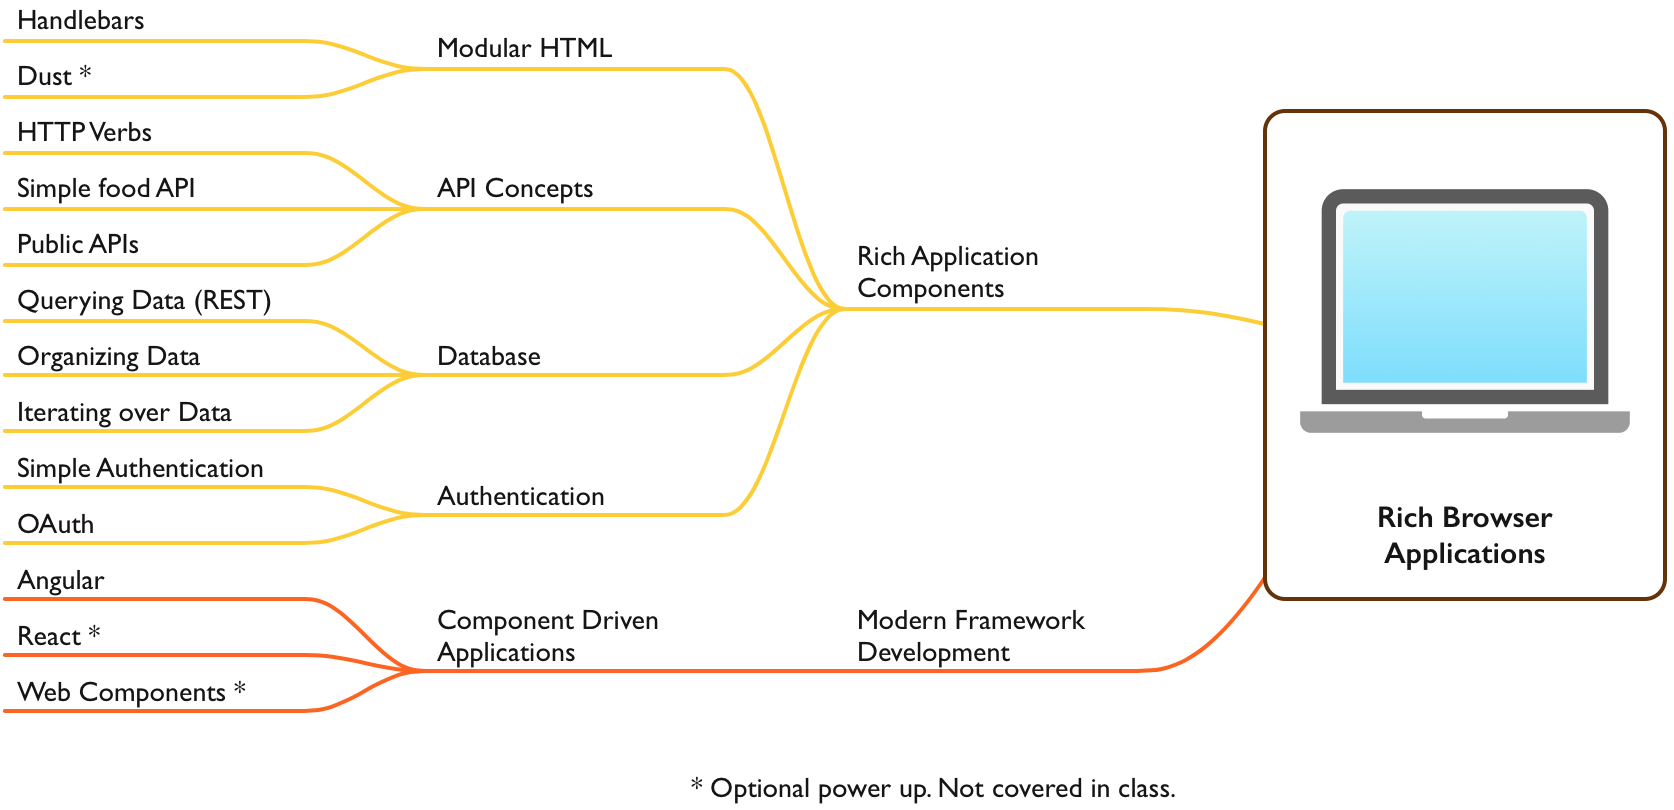 Handlebars
Dust *
HTTP Verbs
Simple food API
Public APIs
Querying Data (REST)
Organizing Data
Iterating over Data
Simple Authentication
OAuth
Angular
React *
Web Components *
Modular HTML
API Concepts
Database
Authentication
Component Driven
Applications
Rich Application
Components
Modern Framework
Development
Rich Browser
Applications
* Optional power up. Not covered in class.